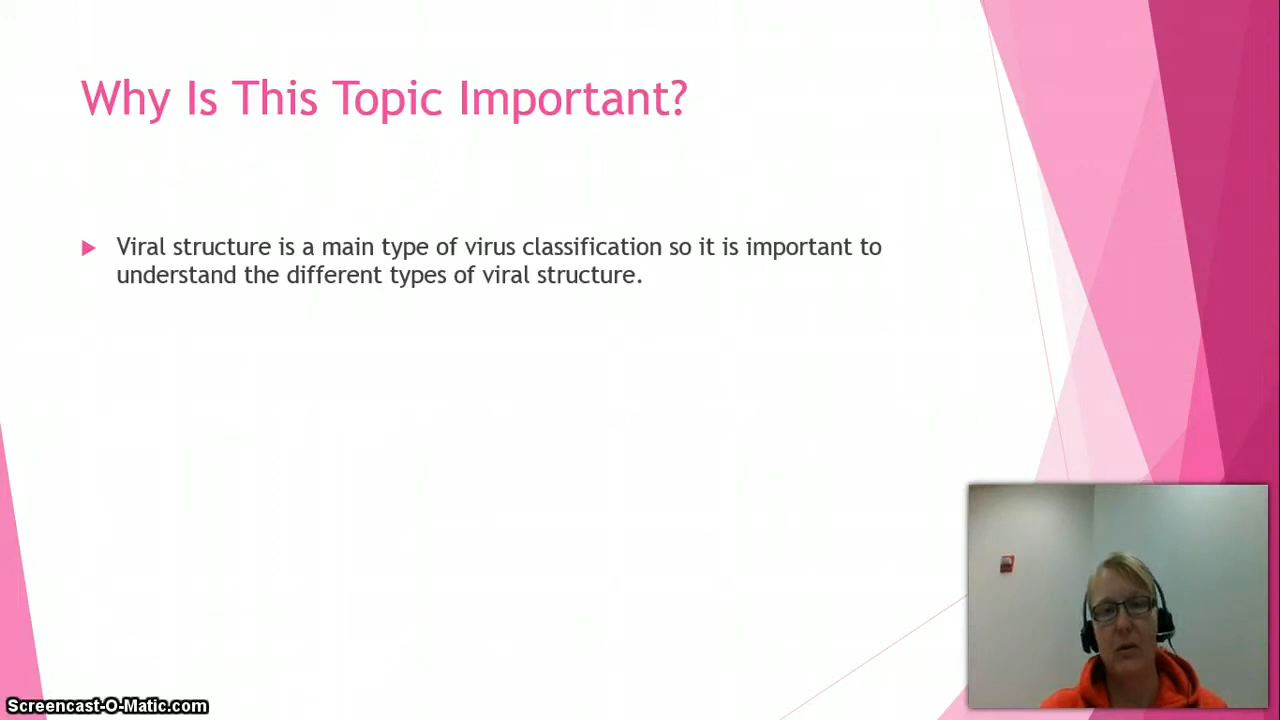 Why Is This Topic Important?
Viral structure is a main type of virus classification so it is important to
understand the different types of viral structure.
Screencast-O-Matic.com